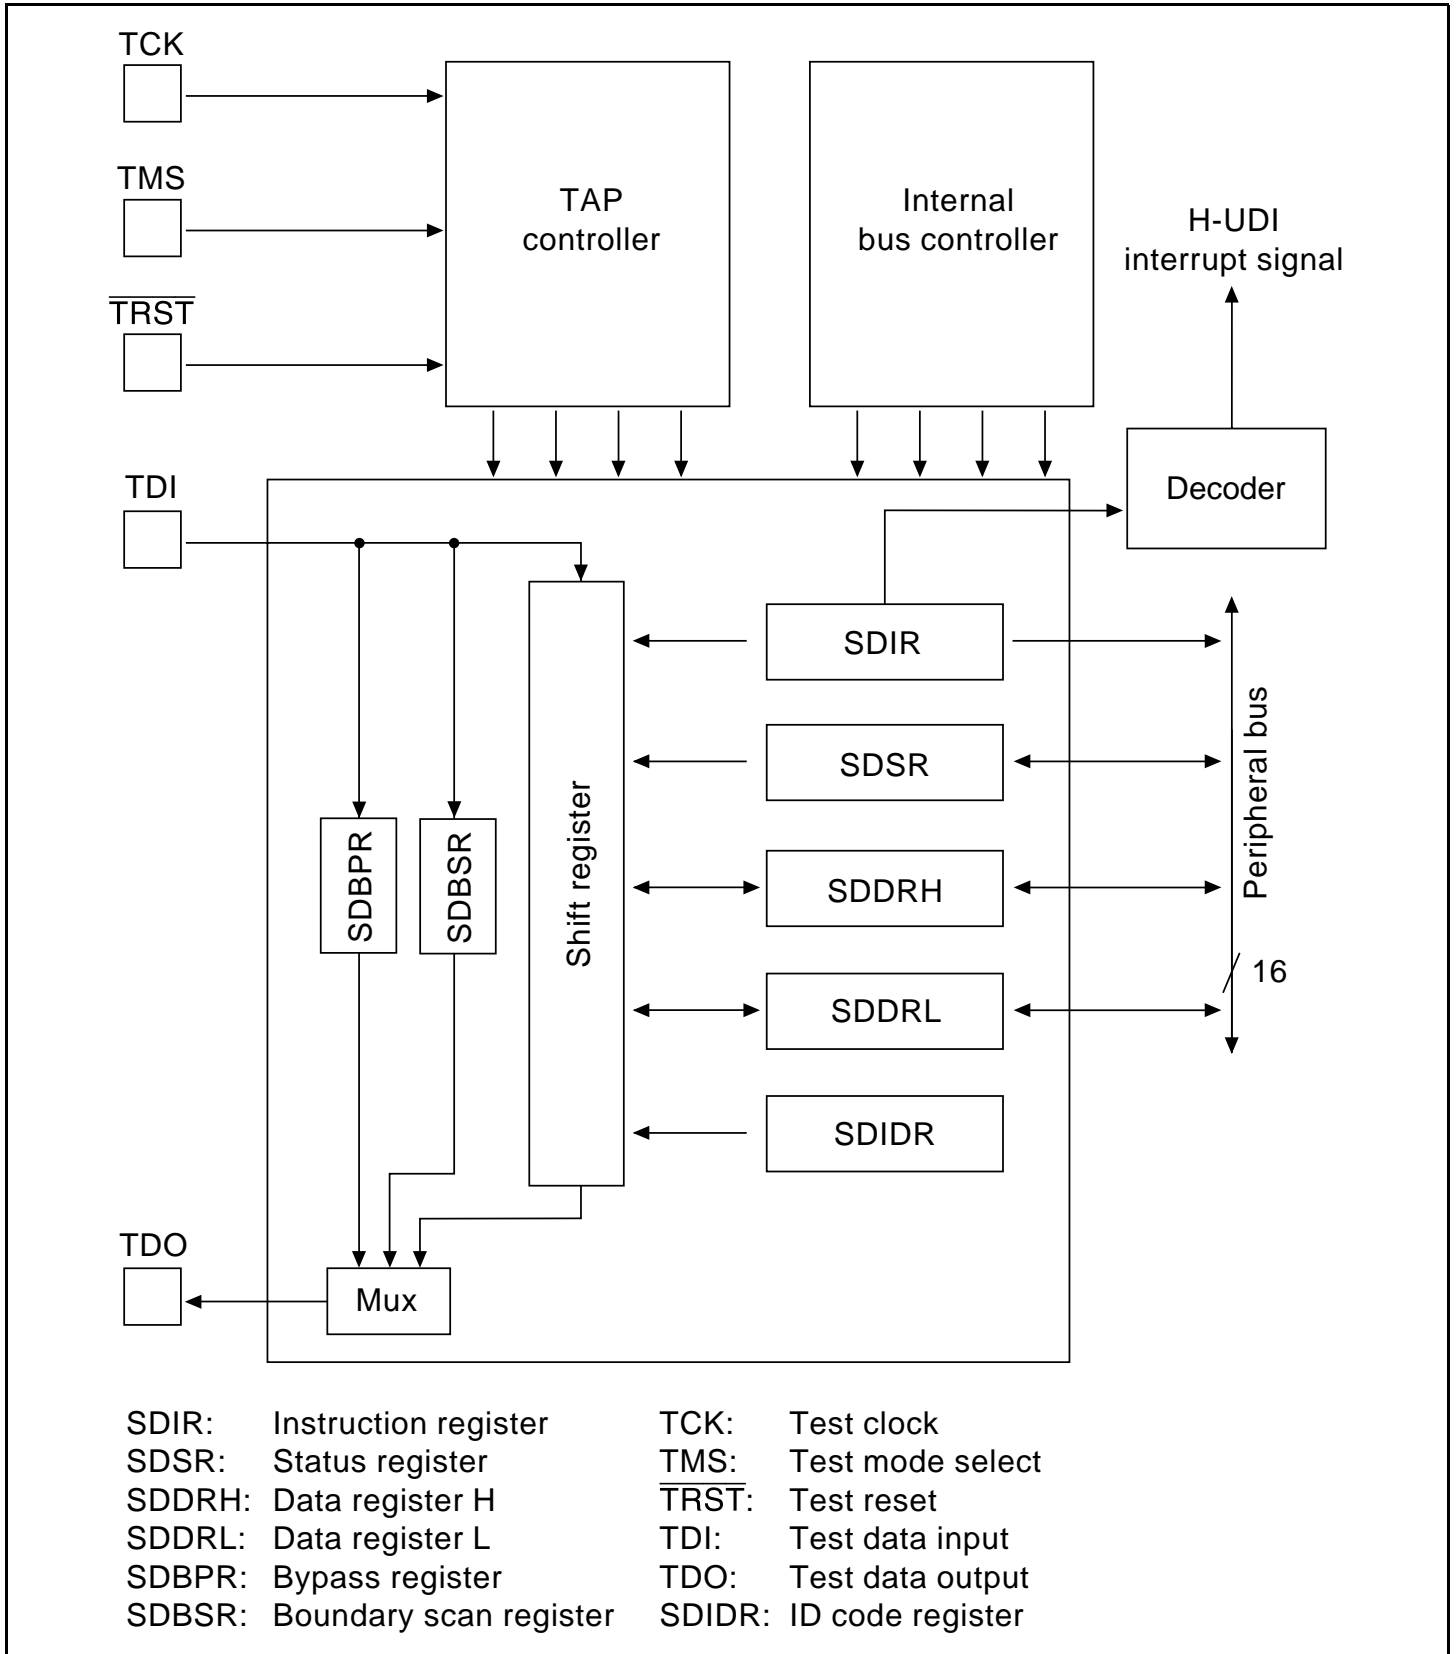 TCK
TMS
TRST
TAP
controller
Internal
bus controller
H-UDI
interrupt signal
Decoder
TDI
SDIR
SDSR
SDDRH
SDDRL
SDIDR
SDBPR
SDBSR
Shift register
Peripheral bus
16
TDO
Mux
SDIR: Instruction register
SDSR: Status register
SDDRH: Data register H
SDDRL: Data register L
SDBPR: Bypass register
SDBSR: Boundary scan register
TCK: Test clock
TMS: Test mode select
TRST: Test reset
TDI: Test data input
TDO: Test data output
SDIDR: ID code register